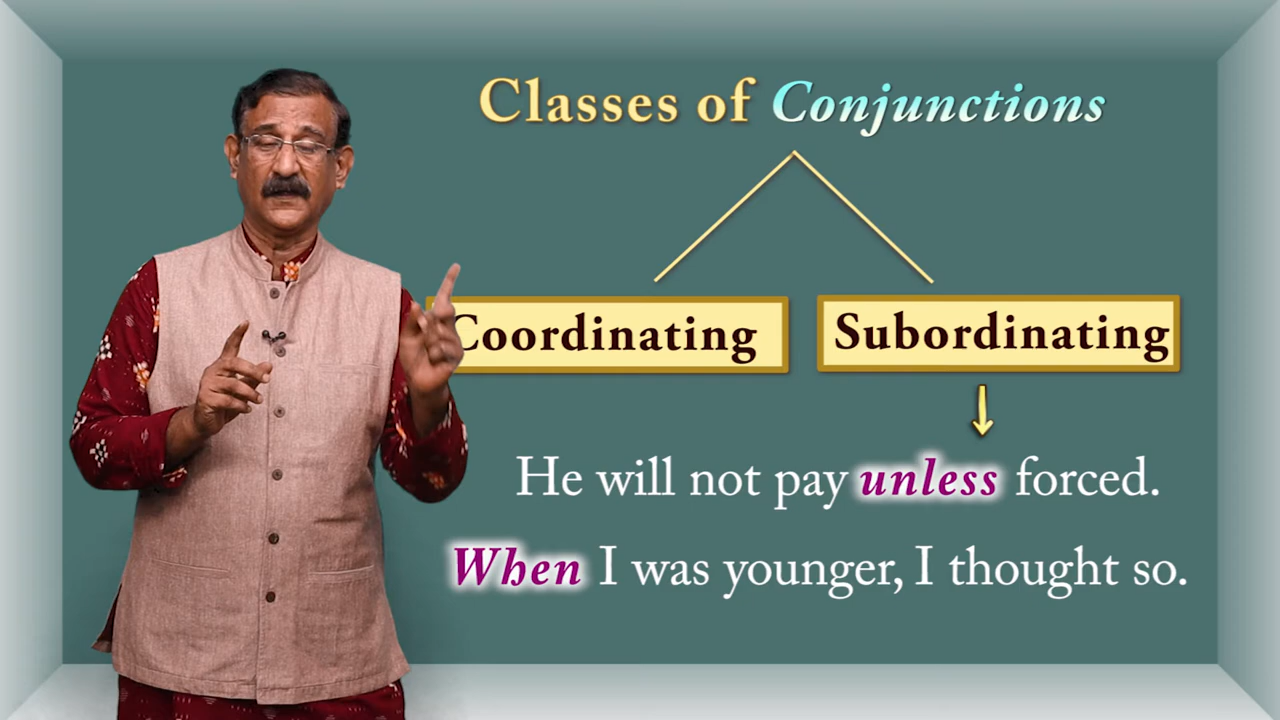 Classes of Conjunctions
Coordinating
Subordinating
He will not pay unless forced.
When I was younger, I thought so.